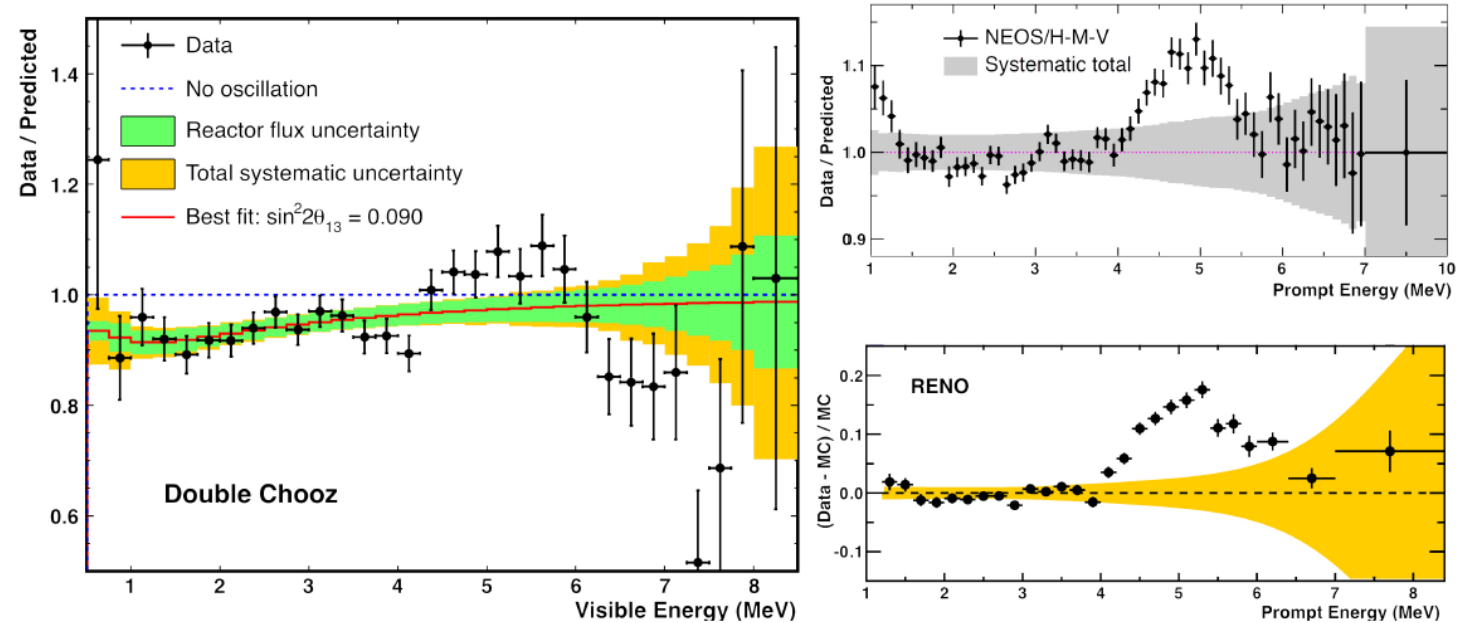 Data / Predicted
1.4
1.2
1.0
0.8
0.6
Data
No oscillation
Reactor flux uncertainty
Total systematic uncertainty
Best fit: sin²2θ₁₃ = 0.090
Double Chooz
1 2 3 4 5 6 7 8
Visible Energy (MeV)
Data / Predicted
1.1
1.0
0.9
NEOS/H-M-V
Systematic total
1 2 3 4 5 6 7 10
Prompt Energy (MeV)
(Data - MC) / MC
0.2
0.1
0.0
-0.1
RENO
1 2 3 4 5 6 7 8
Prompt Energy (MeV)